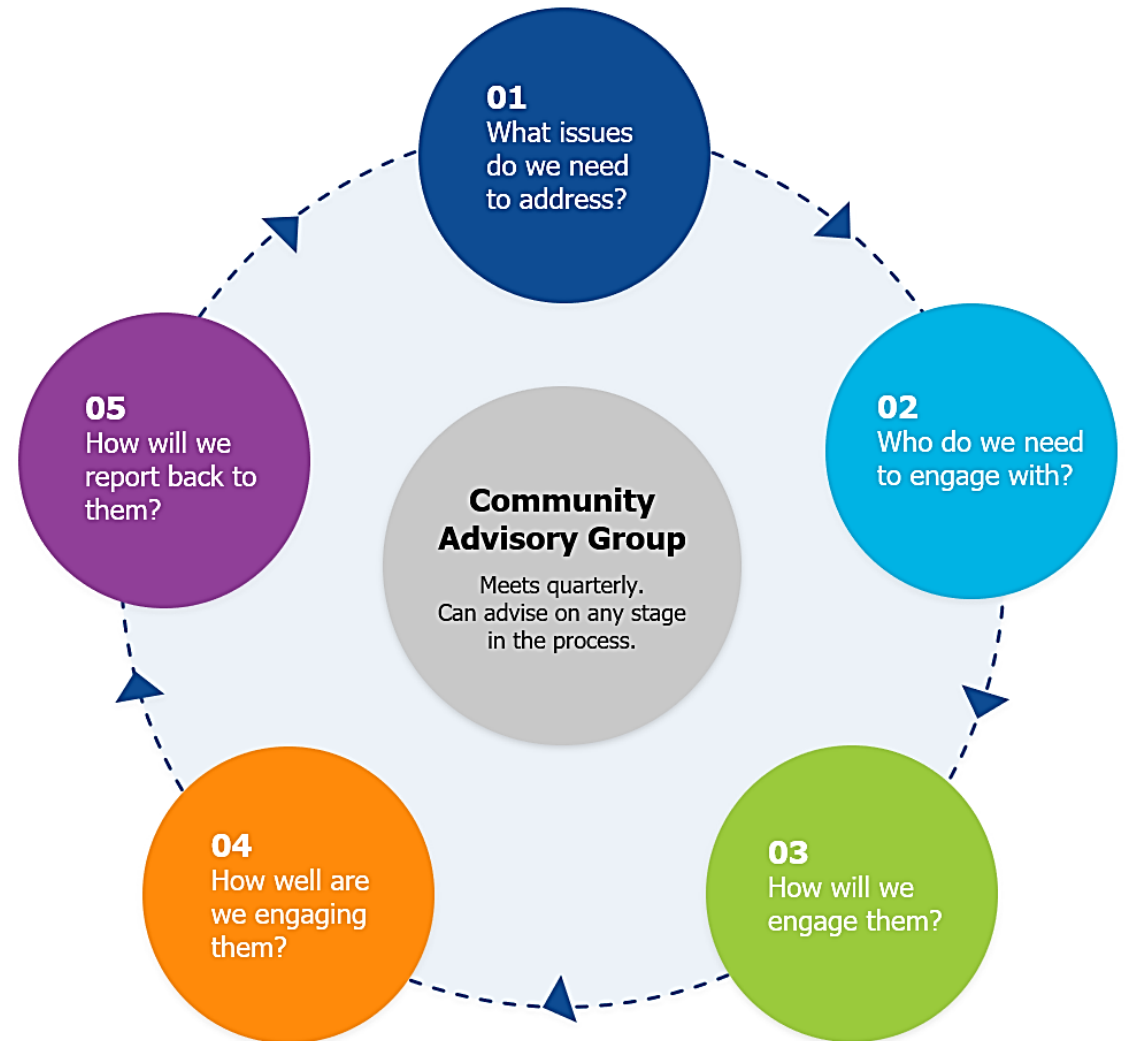 01
What issues
do we need
to address?
02
Who do we need
to engage with?
03
How will we
engage them?
04
How well are
we engaging
them?
05
How will we
report back to
them?
Community
Advisory Group
Meets quarterly.
Can advise on any stage
in the process.